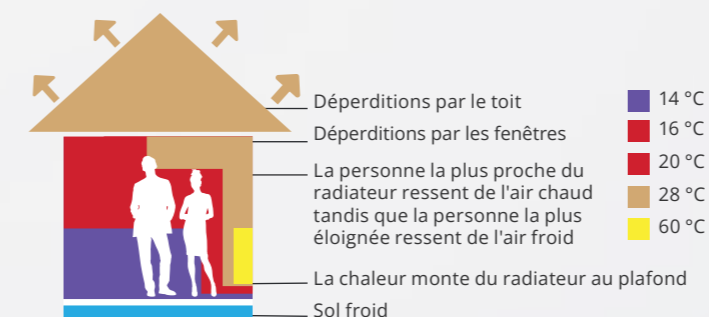 Déperditions par le toit
Déperditions par les fenêtres
La personne la plus proche du
radiateur ressent de l'air chaud
tandis que la personne la plus
éloignée ressent de l'air froid
La chaleur monte du radiateur au plafond
Sol froid
14 °C
16 °C
20 °C
28 °C
60 °C